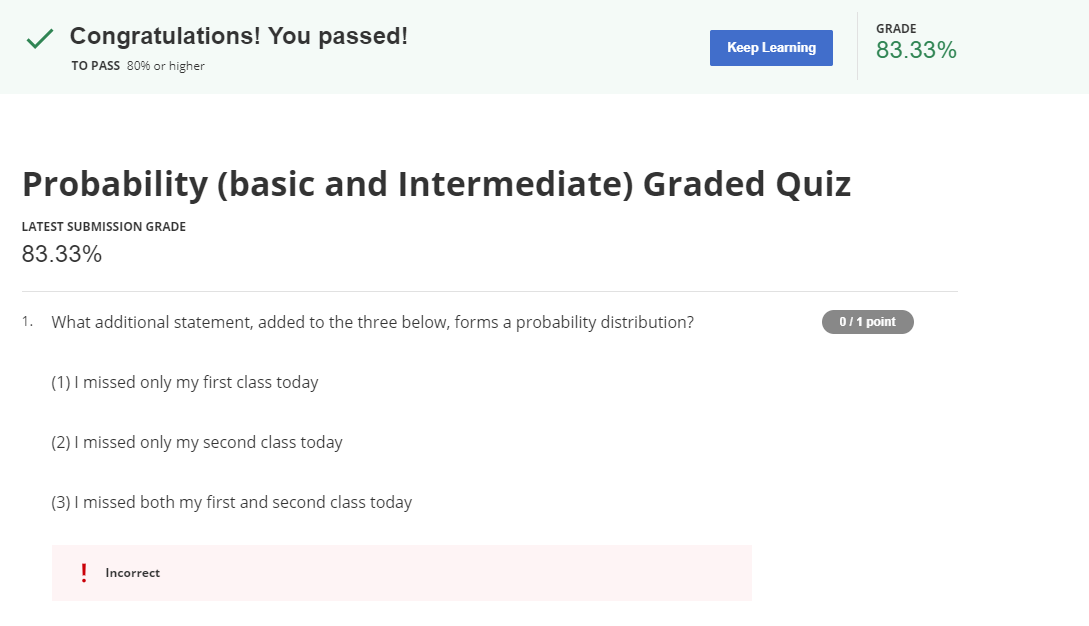 Congratulations! You passed!
TO PASS 80% or higher
Keep Learning
GRADE
83.33%
Probability (basic and Intermediate) Graded Quiz
LATEST SUBMISSION GRADE
83.33%
1. What additional statement, added to the three below, forms a probability distribution?
0 / 1 point
(1) I missed only my first class today
(2) I missed only my second class today
(3) I missed both my first and second class today
! Incorrect